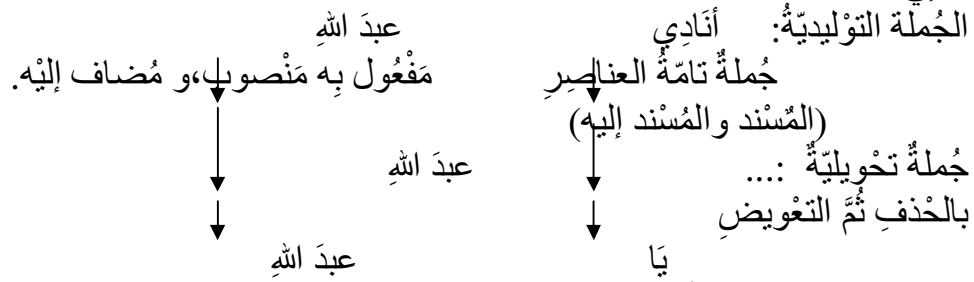 الجُملة التوْليديّةُ: أنَادِي عبدَ اللهِ
جُملةٌ تامّةُ العناصِرِ مَفْعُول بِه مَنْصوب،و مُضاف إليْه.
(المٌسْند والمُسْند إليه)
جُملةٌ تحْويليّةٌ :... عبدَ اللهِ
بالحْذفِ ثُمَّ التعْويضِ
يَا عبدَ اللهِ